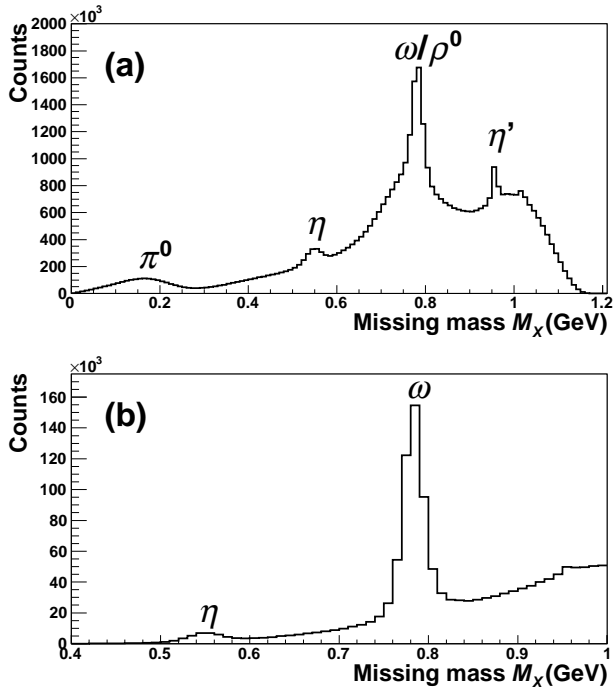 ×10³
2000
1800
1600
1400
1200
1000
800
600
400
200
0
Counts
(a)
π⁰
η
ω/ρ⁰
η’
0 0.2 0.4 0.6 0.8 1 1.2
Missing mass Mₓ(GeV)
×10³
160
140
120
100
80
60
40
20
0
Counts
(b)
η
ω
0.4 0.5 0.6 0.7 0.8 0.9 1
Missing mass Mₓ(GeV)